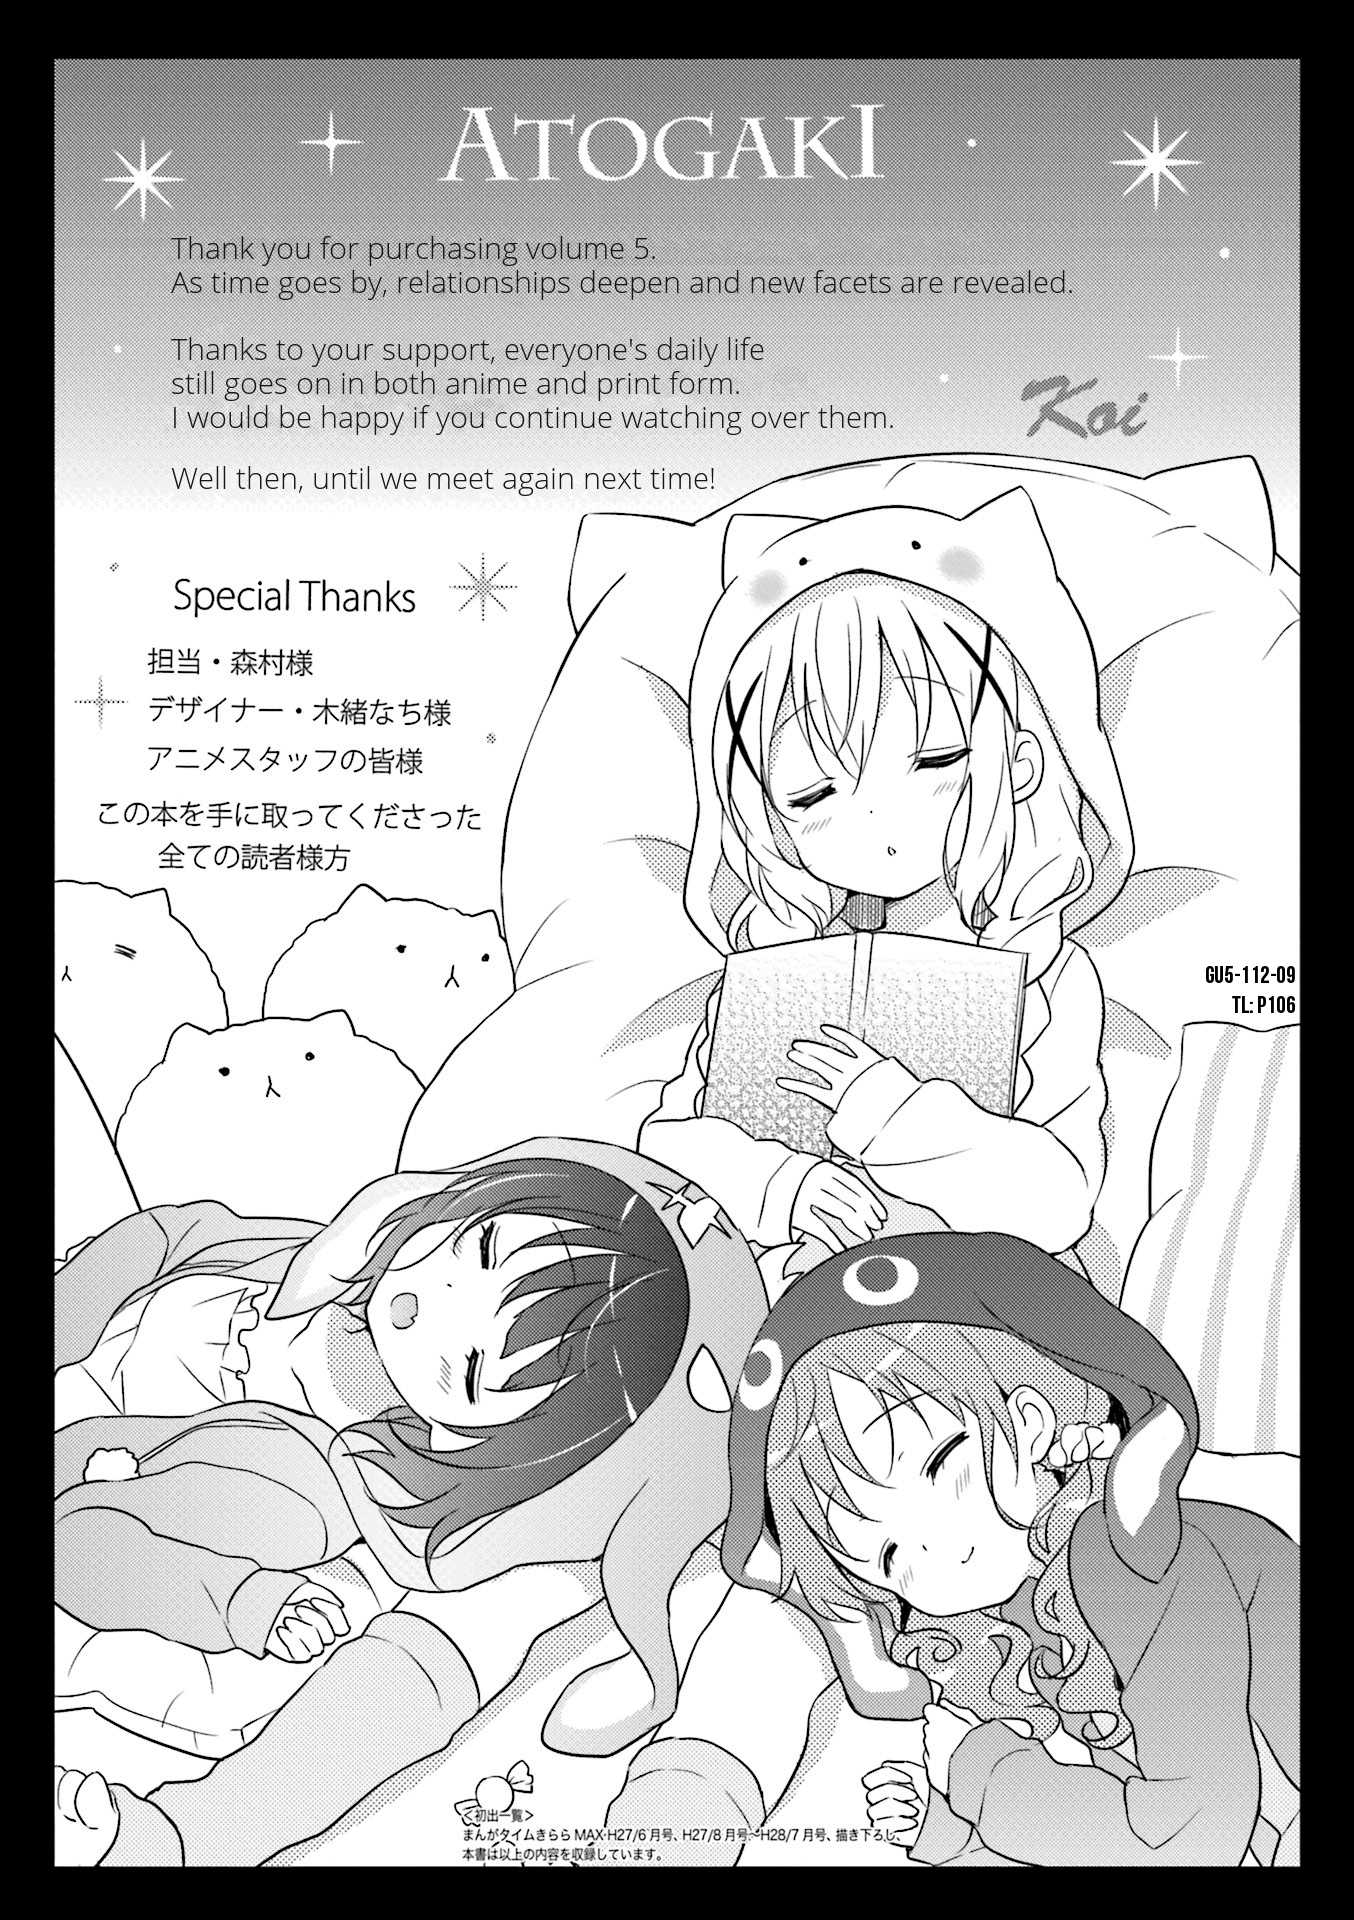 ATOGAKI
Thank you for purchasing volume 5.
As time goes by, relationships deepen and new facets are revealed.
Thanks to your support, everyone's daily life
still goes on in both anime and print form.
I would be happy if you continue watching over them.
Koi
Well then, until we meet again next time!
Special Thanks
担当・森村様
デザイナー・木緒なち様
アニメスタッフの皆様
この本を手に取ってくださった
全ての読者様方
GU5-112-09
TL: P106
<初出一覧>
まんがタイムきららMAX H27/6月号、H27/8月号~H28/7月号、描き下ろし、
本書は以上の内容を収録しています。